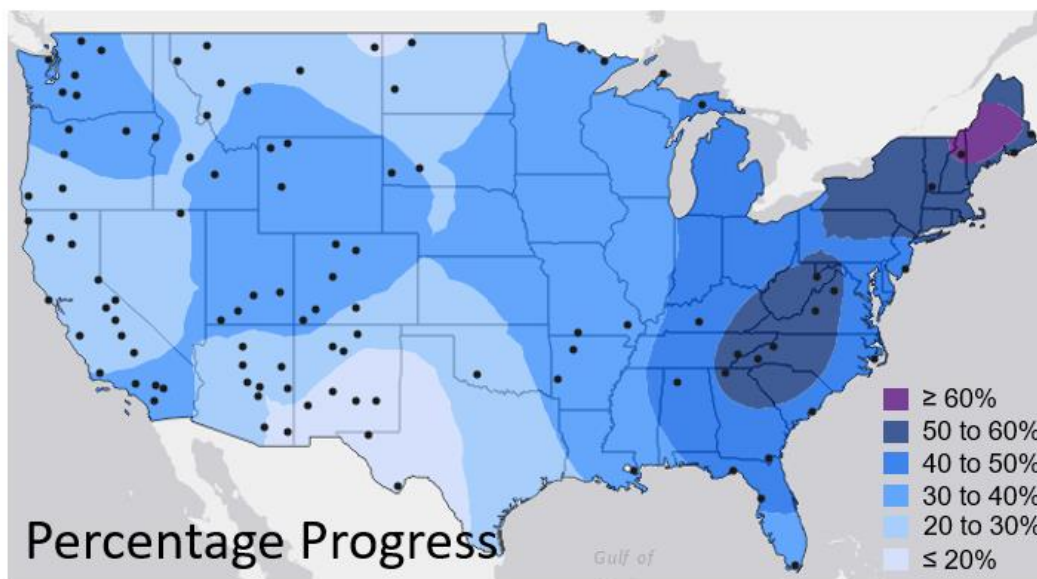 ≥ 60%
50 to 60%
40 to 50%
30 to 40%
20 to 30%
≤ 20%
Percentage Progress
Gulf of